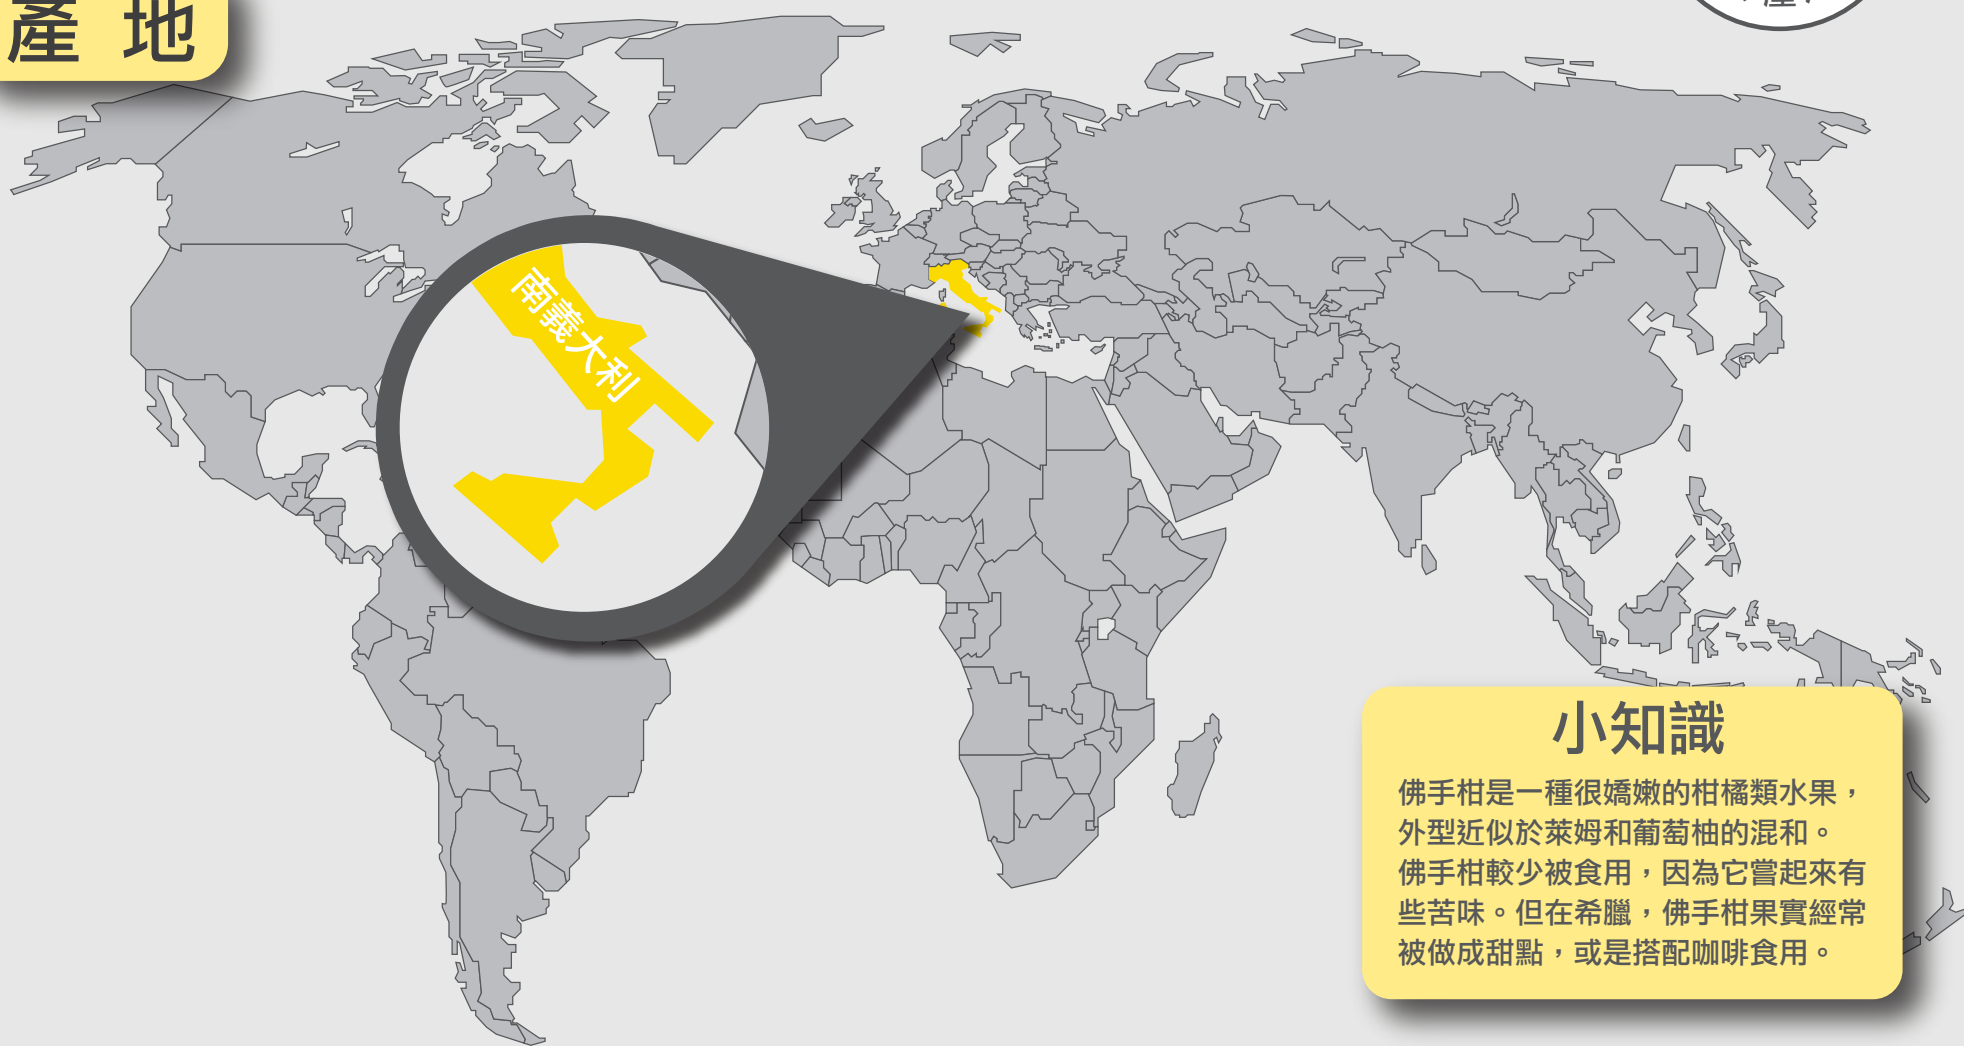 產 地
南義大利
小知識
佛手柑是一種很嬌嫩的柑橘類水果，
外型近似於萊姆和葡萄柚的混和。
佛手柑較少被食用，因為它嘗起來有
些苦味。但在希臘，佛手柑果實經常
被做成甜點，或是搭配咖啡食用。